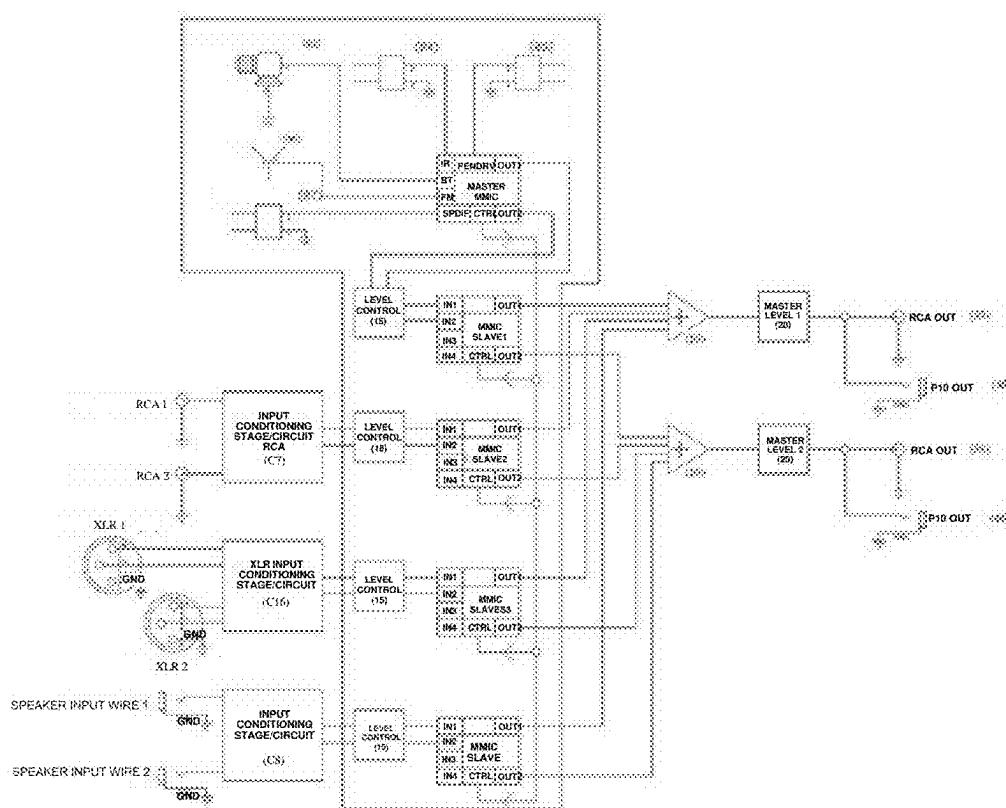 IR
PENDRV
OUT1
BT
MASTER
MMIC
FM
SPDIF
CTRL
OUT2
LEVEL
CONTROL
(15)
IN1
OUT1
IN2
MMIC
SLAVE1
IN3
IN4
CTRL
OUT2
MASTER
LEVEL 1
(20)
RCA OUT
P10 OUT
RCA 1
RCA 3
INPUT
CONDITIONING
STAGE/CIRCUIT
RCA
(C7)
LEVEL
CONTROL
IN1
OUT1
IN2
MMIC
SLAVE2
IN3
IN4
CTRL
OUT2
MASTER
LEVEL 2
(20)
RCA OUT
P10 OUT
XLR 1
GND
XLR INPUT
CONDITIONING
STAGE/CIRCUIT
(C16)
LEVEL
CONTROL
(15)
IN1
OUT1
IN2
MMIC
SLAVES3
IN3
IN4
CTRL
OUT2
GND
XLR 2
SPEAKER INPUT WIRE 1
GND
INPUT
CONDITIONING
STAGE/CIRCUIT
(C8)
LEVEL
CONTROL
IN1
OUT1
IN2
MMIC
SLAVE
IN3
IN4
CTRL
OUT2
SPEAKER INPUT WIRE 2
GND